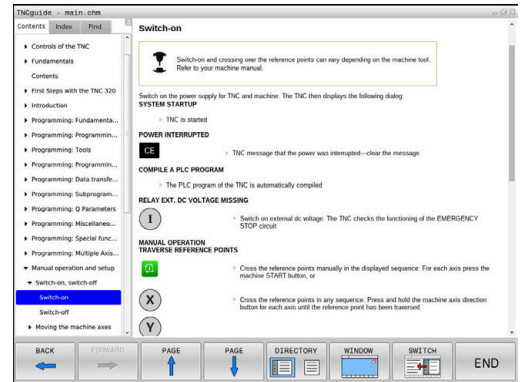 TNCguide - main.chm
Contents Index Find
Controls of the TNC
Fundamentals
Contents
First Steps with the TNC 320
Introduction
Programming: Fundamenta...
Programming: Programmin...
Programming: Tools
Programming: Programmin...
Programming: Data transfe...
Programming: Subprogram...
Programming: Q Parameters
Programming: Miscellaneo...
Programming: Special func...
Programming: Multiple Axis...
Manual operation and setup
Switch-on, switch-off
Switch-on
Switch-off
Moving the machine axes
Switch-on
Switch-on and crossing over the reference points can vary depending on the machine tool.
Refer to your machine manual.
Switch on the power supply for TNC and machine. The TNC then displays the following dialog:
SYSTEM STARTUP
TNC is started
POWER INTERRUPTED
CE
TNC message that the power was interrupted—clear the message
COMPILE A PLC PROGRAM
The PLC program of the TNC is automatically compiled
RELAY EXT. DC VOLTAGE MISSING
I
Switch on external dc voltage. The TNC checks the functioning of the EMERGENCY
STOP circuit
MANUAL OPERATION
TRAVERSE REFERENCE POINTS
Cross the reference points manually in the displayed sequence: For each axis press the
machine START button, or
X
Cross the reference points in any sequence: Press and hold the machine axis direction
button for each axis until the reference point has been traversed
Y
BACK
FORWARD
PAGE
PAGE
DIRECTORY
WINDOW
SWITCH
END